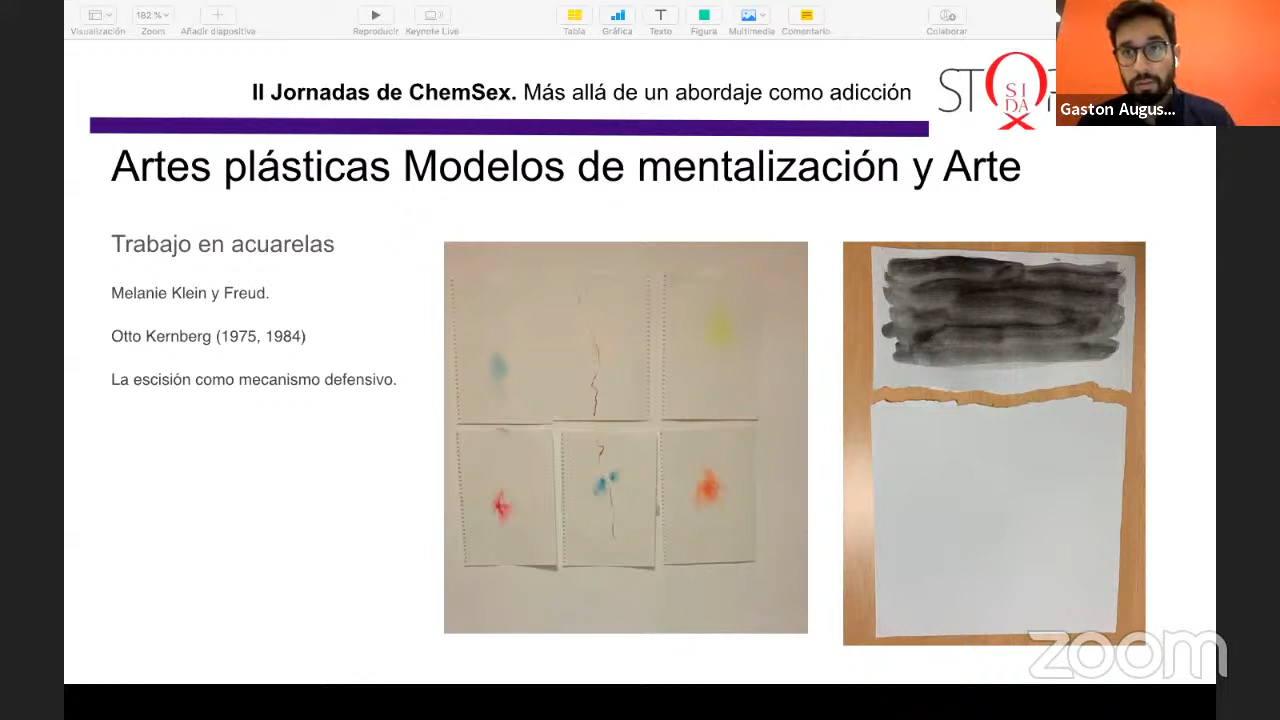 Visualización
182 %
Zoom
Añadir diapositiva
Reproducir
Keynote Live
Tabla
Gráfica
Texto
Figura
Multimedia
Comentario
Colaborar
II Jornadas de ChemSex. Más allá de un abordaje como adicción
ST
SI
DA
Gaston Augus...
Artes plásticas Modelos de mentalización y Arte
Trabajo en acuarelas
Melanie Klein y Freud.
Otto Kernberg (1975, 1984)
La escisión como mecanismo defensivo.
zoom